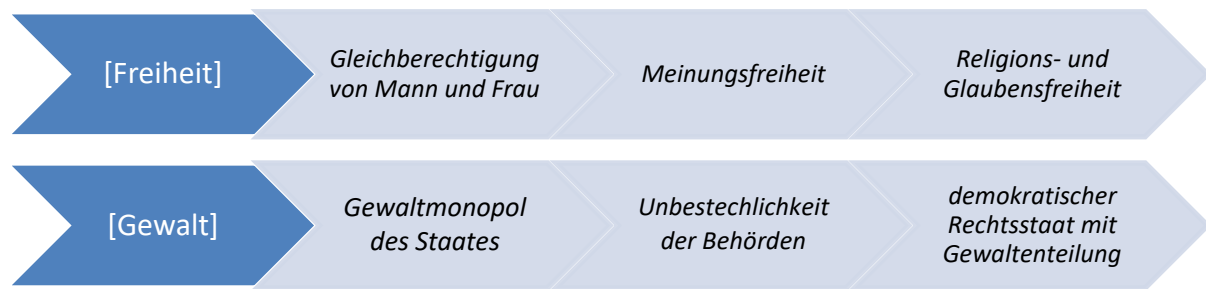 [Freiheit]
Gleichberechtigung
von Mann und Frau
Meinungsfreiheit
Religions- und
Glaubensfreiheit
[Gewalt]
Gewaltmonopol
des Staates
Unbestechlichkeit
der Behörden
demokratischer
Rechtsstaat mit
Gewaltenteilung